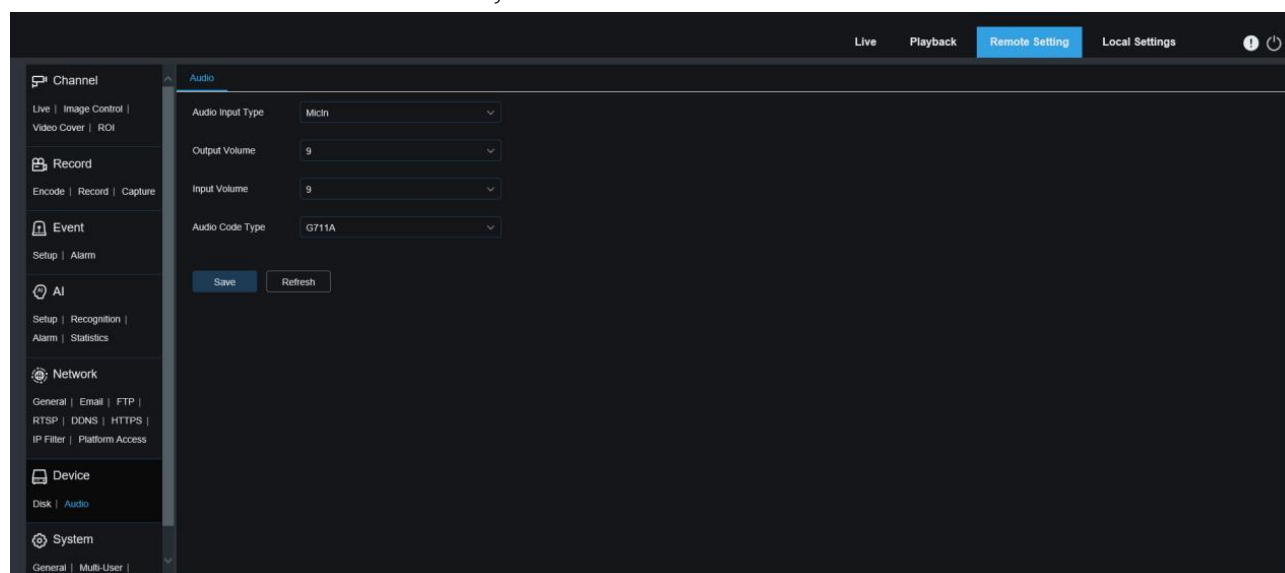 Live Playback Remote Setting Local Settings
Channel
Live | Image Control |
Video Cover | ROI
Record
Encode | Record | Capture
Event
Setup | Alarm
AI
Setup | Recognition |
Alarm | Statistics
Network
General | Email | FTP |
RTSP | DDNS | HTTPS |
IP Filter | Platform Access
Device
Disk | Audio
System
General | Multi-User |
Audio
Audio Input Type MicIn
Output Volume 9
Input Volume 9
Audio Code Type G711A
Save Refresh